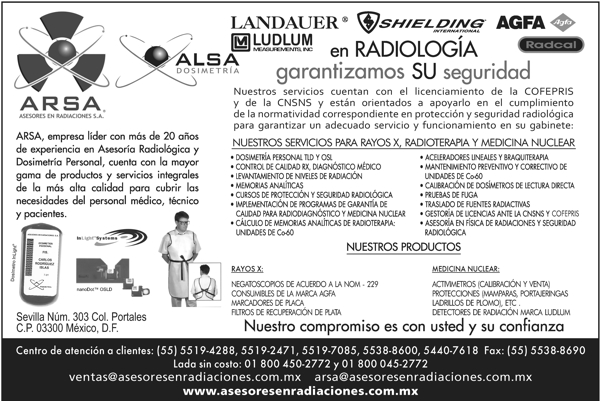 LANDAUER®
SHIELDING
INTERNATIONAL
AGFA
Agfa
LUDLUM
MEASUREMENTS, INC
Radcal
ALSA
DOSIMETRÍA
ARSA®
ASESORES EN RADIACIONES S.A.
en RADIOLOGÍA
garantizamos SU seguridad
Nuestros servicios cuentan con el licenciamiento de la COFEPRIS
y de la CNSNS y están orientados a apoyarlo en el cumplimiento
de la normatividad correspondiente en protección y seguridad radiológica
para garantizar un adecuado servicio y funcionamiento en su gabinete:
ARSA, empresa líder con más de 20 años
de experiencia en Asesoría Radiológica y
Dosimetría Personal, cuenta con la mayor
gama de productos y servicios integrales
de la más alta calidad para cubrir las
necesidades del personal médico, técnico
y pacientes.
NUESTROS SERVICIOS PARA RAYOS X, RADIOTERAPIA Y MEDICINA NUCLEAR
• DOSIMETRÍA PERSONAL TLD Y OSL
• CONTROL DE CALIDAD RX, DIAGNÓSTICO MÉDICO
• LEVANTAMIENTO DE NIVELES DE RADIACIÓN
• MEMORIAS ANALÍTICAS
• CURSOS DE PROTECCIÓN Y SEGURIDAD RADIOLÓGICA
• IMPLEMENTACIÓN DE PROGRAMAS DE GARANTÍA DE
CALIDAD PARA RADIODIAGNÓSTICO Y MEDICINA NUCLEAR
• CÁLCULO DE MEMORIAS ANALÍTICAS DE RADIOTERAPIA:
UNIDADES DE Co-60
• ACELERADORES LINEALES Y BRAQUITERAPIA
• MANTENIMIENTO PREVENTIVO Y CORRECTIVO DE
UNIDADES DE Co60
• CALIBRACIÓN DE DOSÍMETROS DE LECTURA DIRECTA
• PRUEBAS DE FUGA
• TRASLADO DE FUENTES RADIACTIVAS
• GESTORÍA DE LICENCIAS ANTE LA CNSNS Y COFEPRIS
• ASESORÍA EN FÍSICA DE RADIACIONES Y SEGURIDAD
RADIOLÓGICA
NUESTROS PRODUCTOS
RAYOS X:
NEGATOSCOPIOS DE ACUERDO A LA NOM - 229
CONSUMIBLES DE LA MARCA AGFA
MARCADORES DE PLACA
FILTROS DE RECUPERACIÓN DE PLATA
MEDICINA NUCLEAR:
ACTIVIMETROS (CALIBRACIÓN Y VENTA)
PROTECCIONES (MAMPARAS, PORTAJERINGAS
LADRILLOS DE PLOMO), ETC .
DETECTORES DE RADIACIÓN MARCA LUDLUM
Dosímetro InLight®
CARLOS
RODRIGUEZ
ISLAS
InLight® Systems
nanoDot™ OSLD
Sevilla Núm. 303 Col. Portales
C.P. 03300 México, D.F.
Nuestro compromiso es con usted y su confianza
Centro de atención a clientes: (55) 5519-4288, 5519-2471, 5519-7085, 5538-8600, 5440-7618 Fax: (55) 5538-8690
Lada sin costo: 01 800 450-2772 y 01 800 045-2772
ventas@asesoresenradiaciones.com.mx arsa@asesoresenradiaciones.com.mx
www.asesoresenradiaciones.com.mx